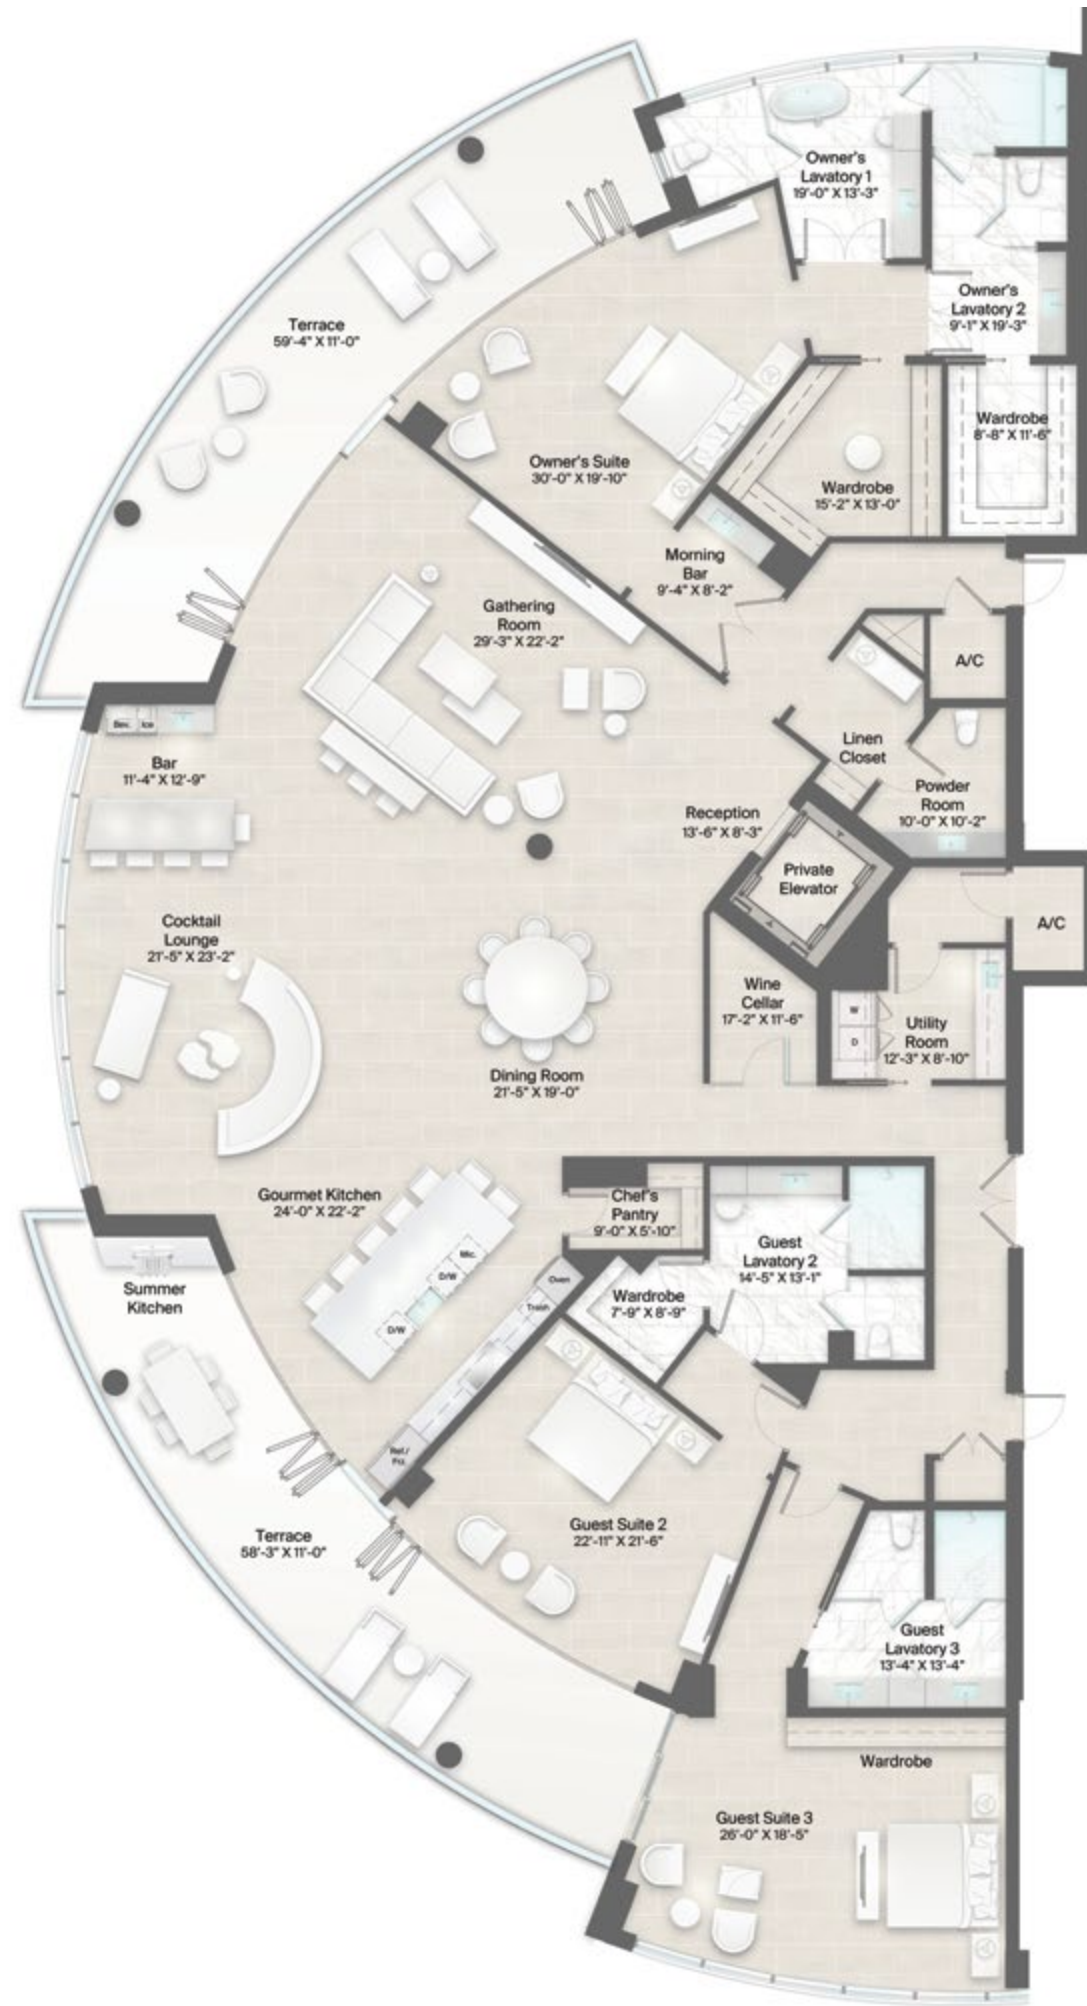 Owner's
Lavatory 1
19'-0" X 13'-3"
Owner's
Lavatory 2
9'-1" X 19'-3"
Terrace
59'-4" X 11'-0"
Wardrobe
8'-8" X 11'-6"
Owner's Suite
30'-0" X 19'-10"
Wardrobe
15'-2" X 13'-0"
Morning
Bar
9'-4" X 8'-2"
Gathering
Room
29'-3" X 22'-2"
A/C
Bev. Ice
Linen
Closet
Bar
11'-4" X 12'-9"
Powder
Room
10'-0" X 10'-2"
Reception
13'-6" X 8'-3"
Private
Elevator
Cocktail
Lounge
21'-5" X 23'-2"
A/C
Wine
Cellar
17'-2" X 11'-6"
W
D
Utility
Room
12'-3" X 8'-10"
Dining Room
21'-5" X 19'-0"
Gourmet Kitchen
24'-0" X 22'-2"
Chef's
Pantry
9'-0" X 5'-10"
Guest
Lavatory 2
14'-5" X 13'-1"
Mic.
D/W
D/W
Oven
Trash
Summer
Kitchen
Wardrobe
7'-9" X 8'-9"
Ref./
Frz.
Terrace
58'-3" X 11'-0"
Guest Suite 2
22'-11" X 21'-6"
Guest
Lavatory 3
13'-4" X 13'-4"
Wardrobe
Guest Suite 3
26'-0" X 18'-5"